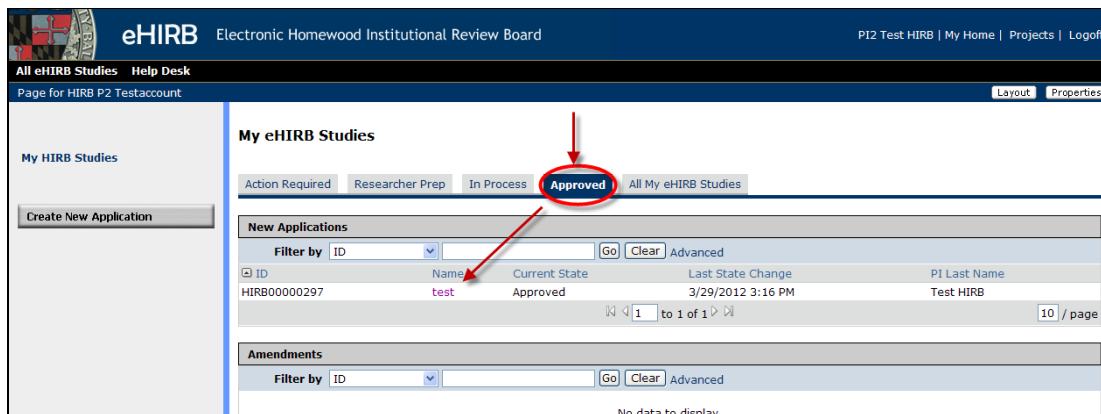 eHIRB Electronic Homewood Institutional Review Board PI2 Test HIRB | My Home | Projects | Logoff
All eHIRB Studies Help Desk
Page for HIRB P2 Testaccount Layout Properties
My eHIRB Studies
My HIRB Studies
Action Required Researcher Prep In Process Approved All My eHIRB Studies
Create New Application
New Applications
Filter by ID Go Clear Advanced
ID Name Current State Last State Change PI Last Name
HIRB00000297 test Approved 3/29/2012 3:16 PM Test HIRB
1 to 1 of 1 10 / page
Amendments
Filter by ID Go Clear Advanced
No data to display